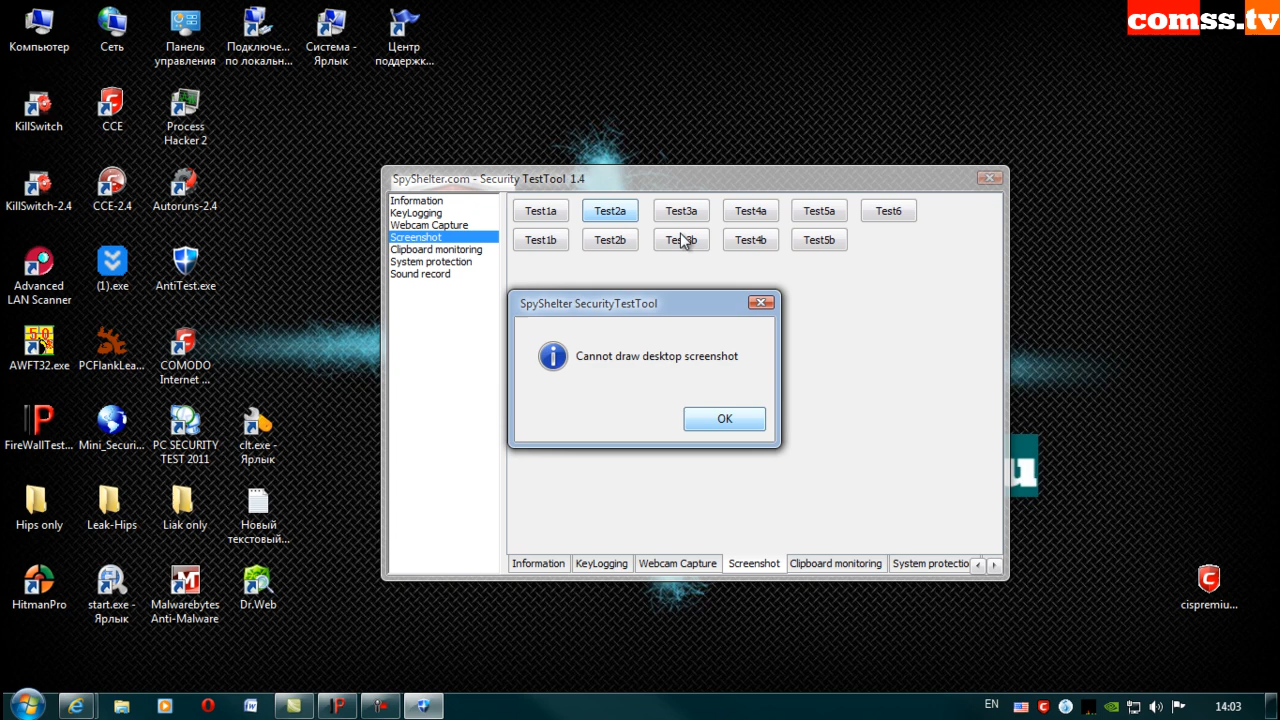 comss.tv
Компьютер
Сеть
Панель
управления
Подключе...
по локальн...
Система -
Ярлык
Центр
поддержк...
KillSwitch
CCE
Process
Hacker 2
KillSwitch-2.4
CCE-2.4
Autoruns-2.4
Advanced
LAN Scanner
(1).exe
AntiTest.exe
AWFT32.exe
PCFlankLea...
COMODO
Internet ...
FireWallTest...
Mini_Securi...
PC SECURITY
TEST 2011
clt.exe -
Ярлык
Hips only
Leak-Hips
Liak only
Новый
текстовый...
HitmanPro
start.exe -
Ярлык
Malwarebytes
Anti-Malware
Dr.Web
SpyShelter.com - Security TestTool 1.4
Information
KeyLogging
Webcam Capture
Screenshot
Clipboard monitoring
System protection
Sound record
Test1a Test2a Test3a Test4a Test5a Test6
Test1b Test2b Test4b Test5b
SpyShelter SecurityTestTool
Cannot draw desktop screenshot
OK
Information KeyLogging Webcam Capture Screenshot Clipboard monitoring System protectio
u
cispremiu...
EN
14:03